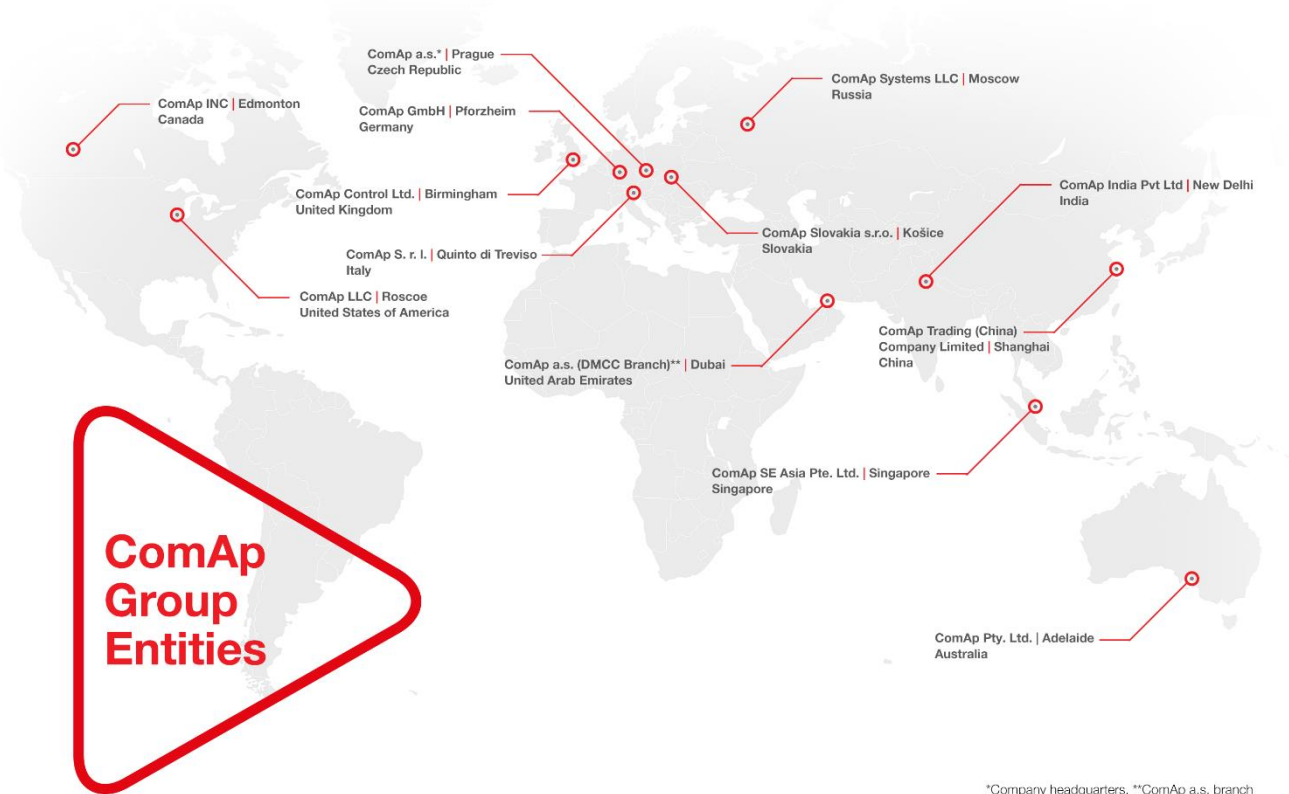 ComAp a.s.* | Prague
Czech Republic
ComAp Systems LLC | Moscow
Russia
ComAp INC | Edmonton
Canada
ComAp GmbH | Pforzheim
Germany
ComAp Control Ltd. | Birmingham
United Kingdom
ComAp India Pvt Ltd | New Delhi
India
ComAp Slovakia s.r.o. | Košice
Slovakia
ComAp S. r. l. | Quinto di Treviso
Italy
ComAp LLC | Roscoe
United States of America
ComAp Trading (China)
Company Limited | Shanghai
China
ComAp a.s. (DMCC Branch)** | Dubai
United Arab Emirates
ComAp SE Asia Pte. Ltd. | Singapore
Singapore
ComAp
Group
Entities
ComAp Pty. Ltd. | Adelaide
Australia
*Company headquarters, **ComAp a.s. branch